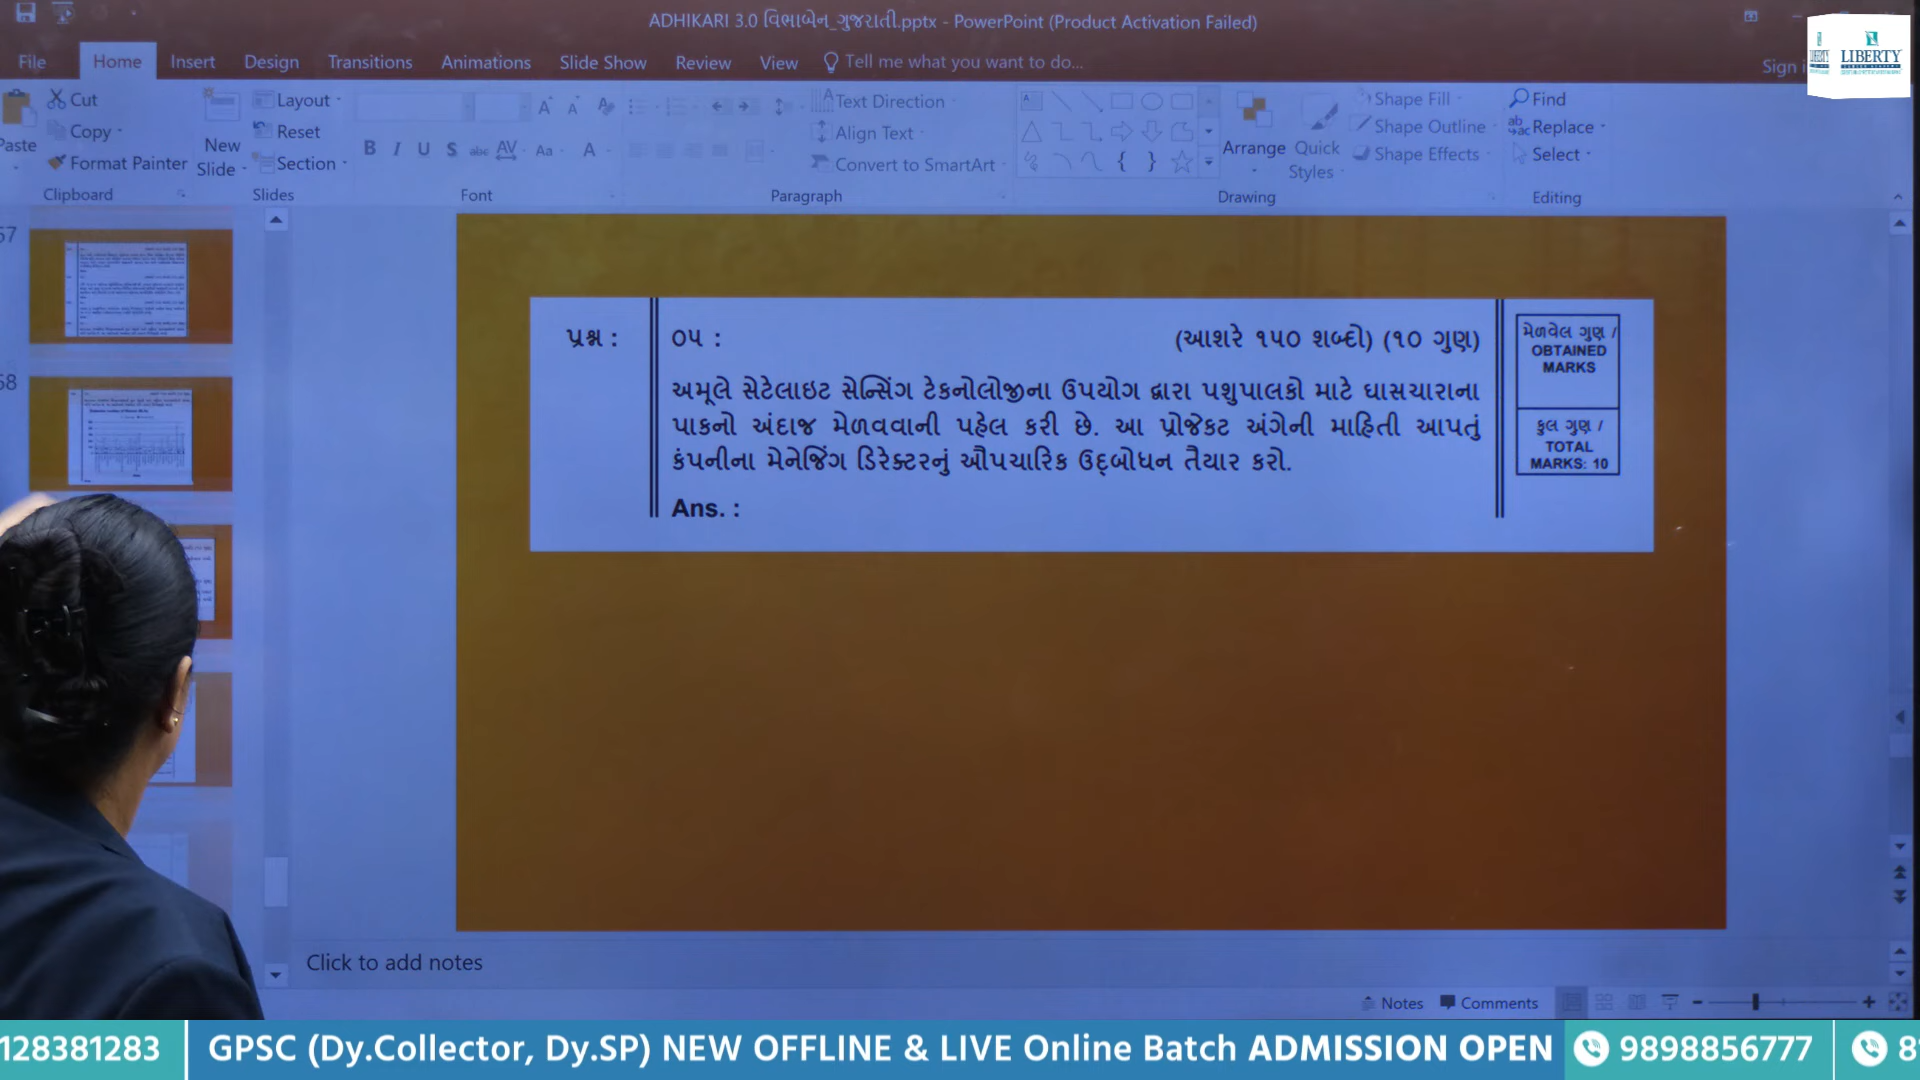 ADHIKARI 3.0 વિભાબેન_ગુજરાતી.pptx - PowerPoint (Product Activation Failed)
File Home Insert Design Transitions Animations Slide Show Review View Tell me what you want to do...
Sign i
LIBERTY
Cut
Copy
Format Painter
Paste
Clipboard
New Slide
Layout
Reset
Section
Slides
B I U S abc AV Aa A
Font
Text Direction
Align Text
Convert to SmartArt
Paragraph
Arrange
Quick Styles
Shape Fill
Shape Outline
Shape Effects
Drawing
Find
Replace
Select
Editing
57
58
પ્રશ્ન :
૦૫ : (આશરે ૧૫૦ શબ્દો) (૧૦ ગુણ)
અમૂલે સેટેલાઇટ સેન્સિંગ ટેકનોલોજીના ઉપયોગ દ્વારા પશુપાલકો માટે ઘાસચારાના
પાકનો અંદાજ મેળવવાની પહેલ કરી છે. આ પ્રોજેક્ટ અંગેની માહિતી આપતું
કંપનીના મેનેજિંગ ડિરેક્ટરનું ઔપચારિક ઉદ્‌બોધન તૈયાર કરો.
Ans. :
મેળવેલ ગુણ /
OBTAINED
MARKS
કુલ ગુણ /
TOTAL
MARKS: 10
Click to add notes
Notes Comments
128381283
GPSC (Dy.Collector, Dy.SP) NEW OFFLINE & LIVE Online Batch ADMISSION OPEN
9898856777